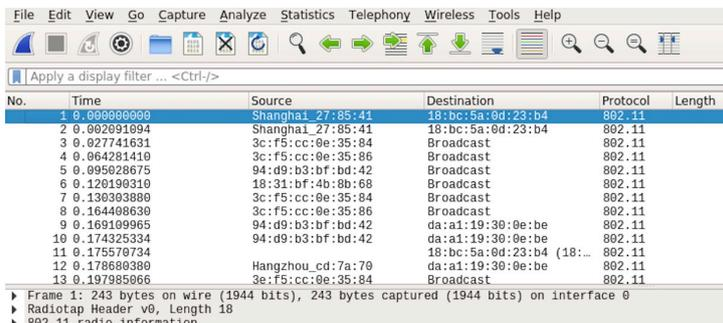 File Edit View Go Capture Analyze Statistics Telephony Wireless Tools Help
Apply a display filter ... <Ctrl-/>
No. Time Source Destination Protocol Length
1 0.000000000 Shanghai_27:85:41 18:bc:5a:0d:23:b4 802.11
2 0.002091094 Shanghai_27:85:41 18:bc:5a:0d:23:b4 802.11
3 0.027741631 3c:f5:cc:0e:35:84 Broadcast 802.11
4 0.064281410 3c:f5:cc:0e:35:86 Broadcast 802.11
5 0.095028675 94:d9:b3:bf:bd:42 Broadcast 802.11
6 0.120190310 18:31:bf:4b:8b:68 Broadcast 802.11
7 0.130303880 3c:f5:cc:0e:35:84 Broadcast 802.11
8 0.164408630 3c:f5:cc:0e:35:86 Broadcast 802.11
9 0.169109965 94:d9:b3:bf:bd:42 da:a1:19:30:0e:be 802.11
10 0.174325334 94:d9:b3:bf:bd:42 da:a1:19:30:0e:be 802.11
11 0.175570734 18:bc:5a:0d:23:b4 (18:… 802.11
12 0.178680380 Hangzhou_cd:7a:70 da:a1:19:30:0e:be 802.11
13 0.197985066 3e:f5:cc:0e:35:84 Broadcast 802.11
Frame 1: 243 bytes on wire (1944 bits), 243 bytes captured (1944 bits) on interface 0
Radiotap Header v0, Length 18
802.11 radio information